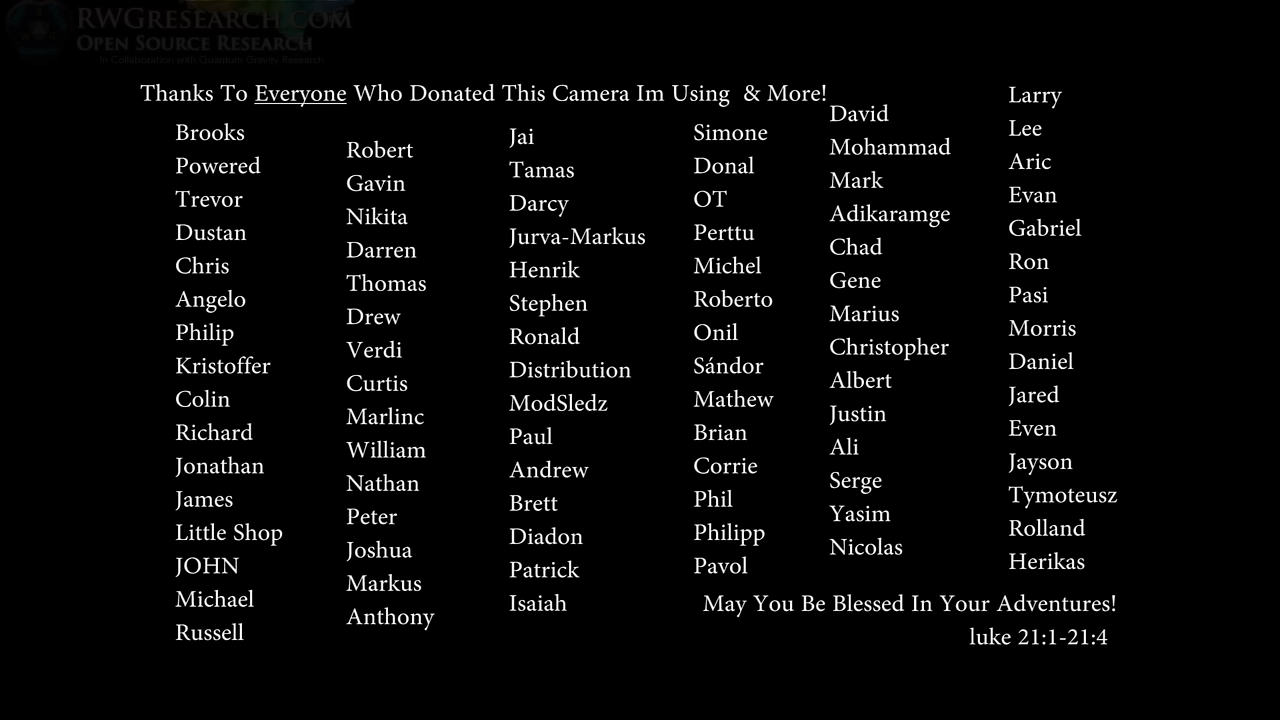 RWGresearch.com
Open Source Research
In Collaboration with Quantum Gravity Research
Thanks To Everyone Who Donated This Camera Im Using & More!
Brooks
Powered
Trevor
Dustan
Chris
Angelo
Philip
Kristoffer
Colin
Richard
Jonathan
James
Little Shop
JOHN
Michael
Russell
Robert
Gavin
Nikita
Darren
Thomas
Drew
Verdi
Curtis
Marlinc
William
Nathan
Peter
Joshua
Markus
Anthony
Jai
Tamas
Darcy
Jurva-Markus
Henrik
Stephen
Ronald
Distribution
ModSledz
Paul
Andrew
Brett
Diadon
Patrick
Isaiah
Simone
Donal
OT
Perttu
Michel
Roberto
Onil
Sándor
Mathew
Brian
Corrie
Phil
Philipp
Pavol
David
Mohammad
Mark
Adikaramge
Chad
Gene
Marius
Christopher
Albert
Justin
Ali
Serge
Yasim
Nicolas
Larry
Lee
Aric
Evan
Gabriel
Ron
Pasi
Morris
Daniel
Jared
Even
Jayson
Tymoteusz
Rolland
Herikas
May You Be Blessed In Your Adventures!
luke 21:1-21:4